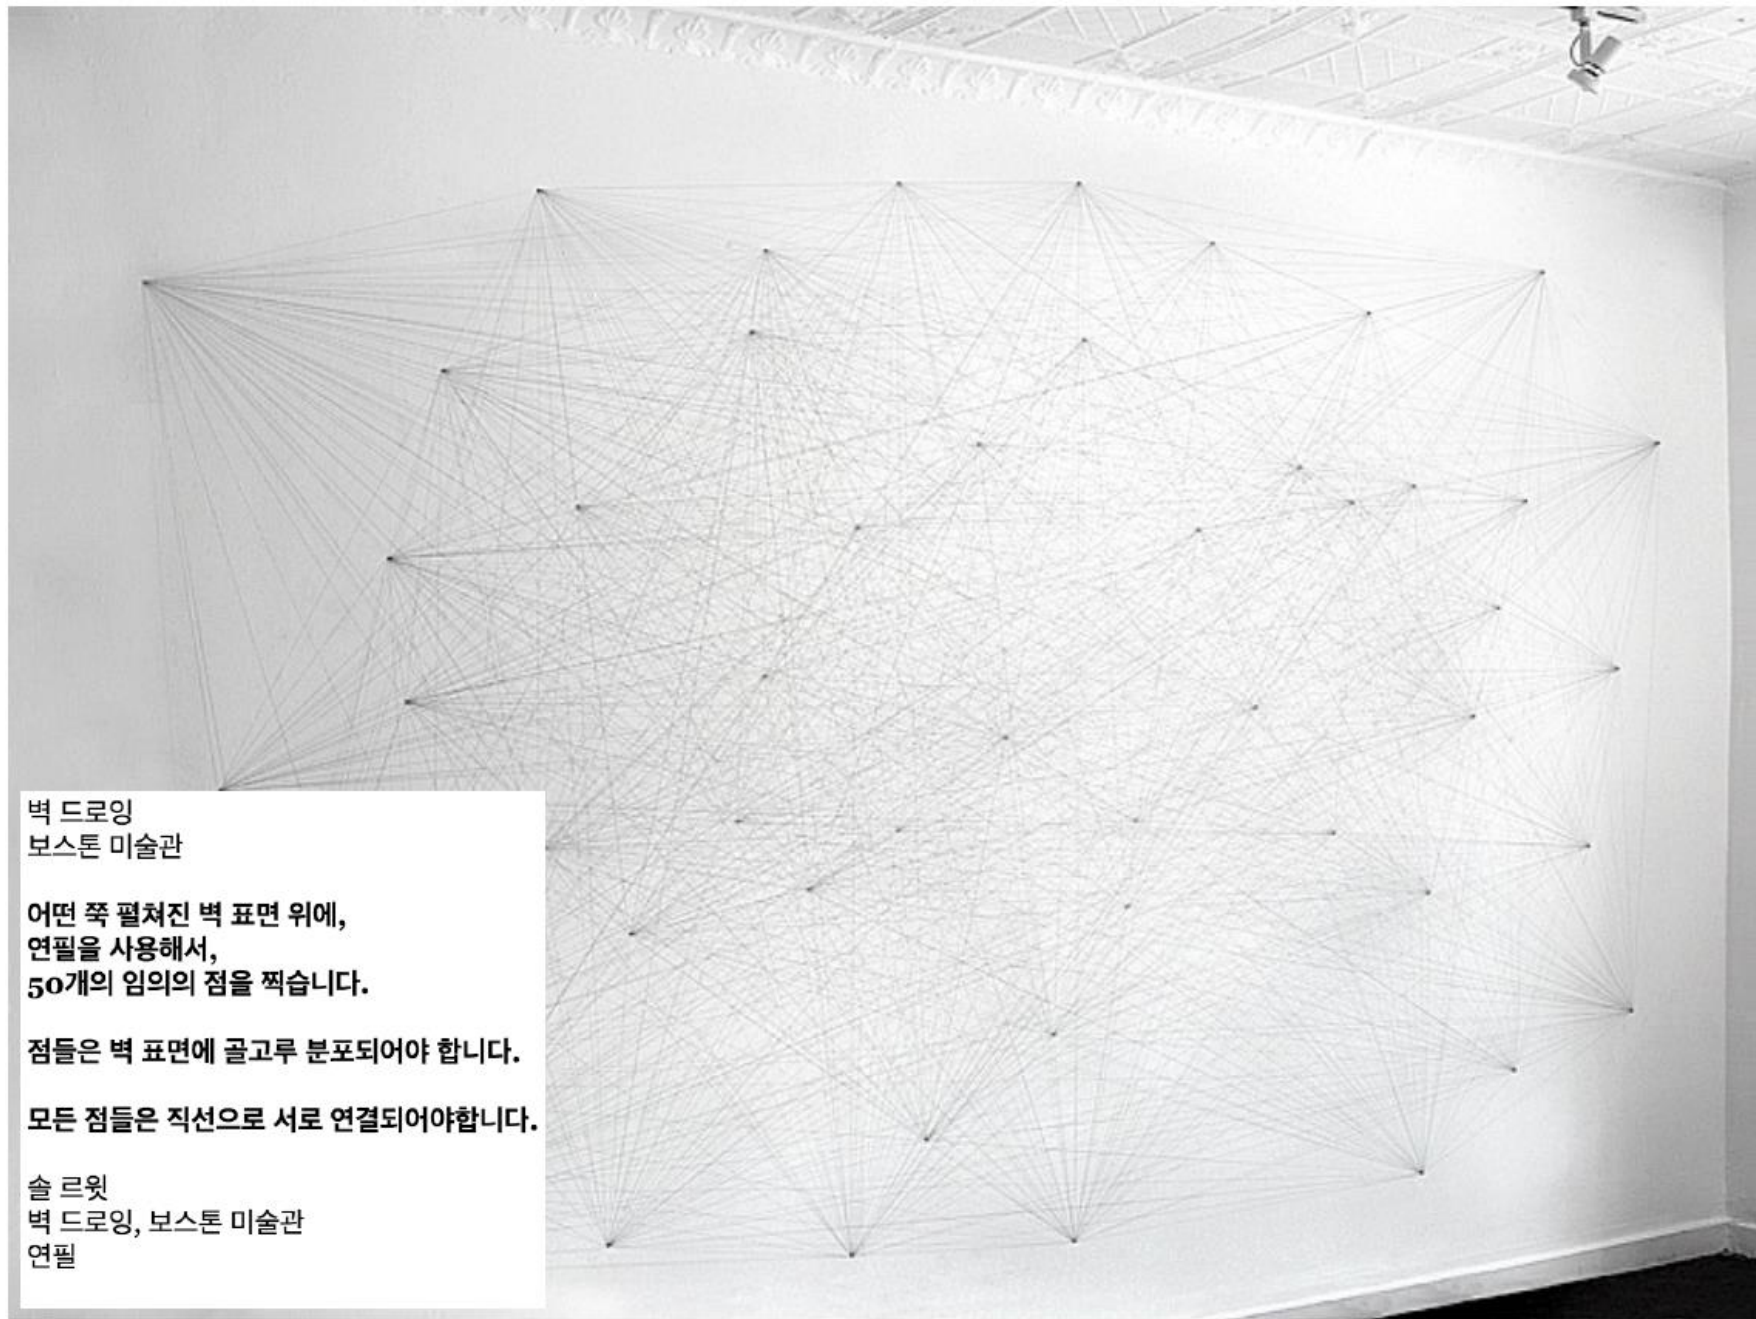 벽 드로잉
보스톤 미술관
어떤 쭉 펼쳐진 벽 표면 위에,
연필을 사용해서,
50개의 임의의 점을 찍습니다.
점들은 벽 표면에 골고루 분포되어야 합니다.
모든 점들은 직선으로 서로 연결되어야합니다.
솔 르윗
벽 드로잉, 보스톤 미술관
연필